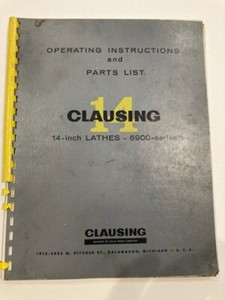 OPERATING INSTRUCTIONS
and
PARTS LIST
14
CLAUSING
14-inch LATHES - 6900-series
CLAUSING
KALAMAZOO, MICHIGAN - U. S. A.